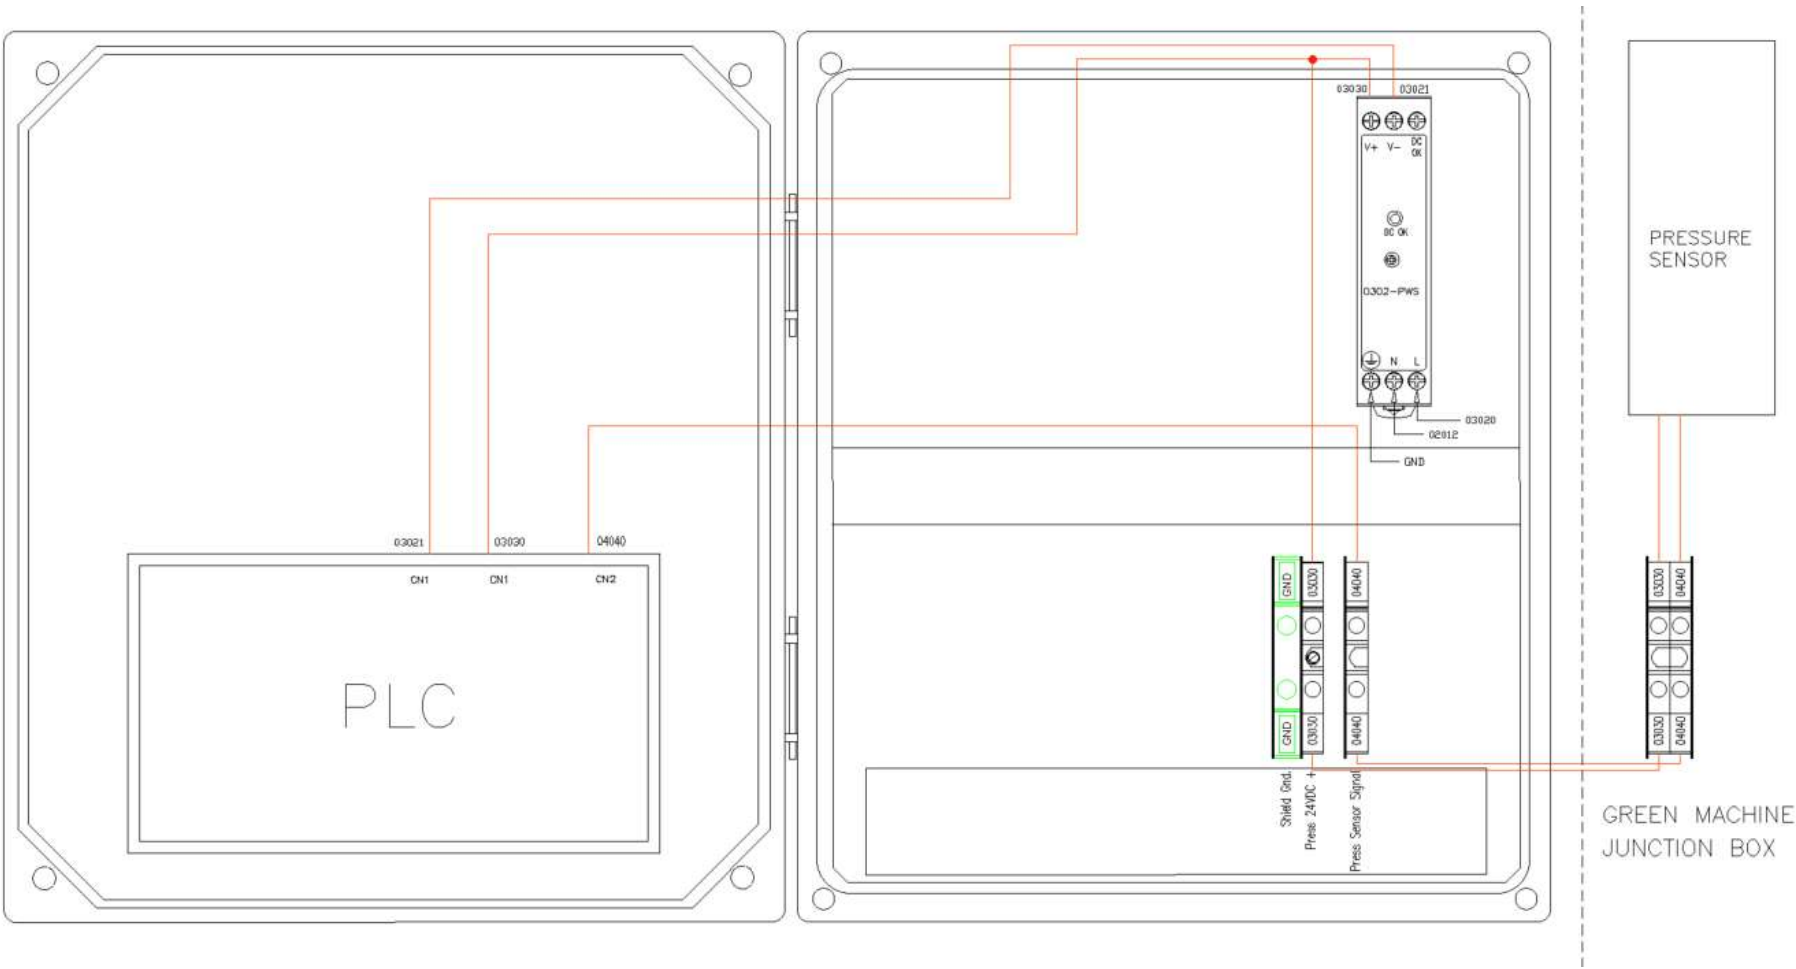 03030
03021
V+
V-
DC
OK
DC OK
0302-PWS
N
L
03020
02012
GND
PRESSURE
SENSOR
03021
03030
04040
CN1
CN1
CN2
PLC
GND
03030
04040
03030
04040
GND
03030
04040
03030
04040
Shield Gnd.
Press 24VDC +
Press Sensor Signal
GREEN MACHINE
JUNCTION BOX